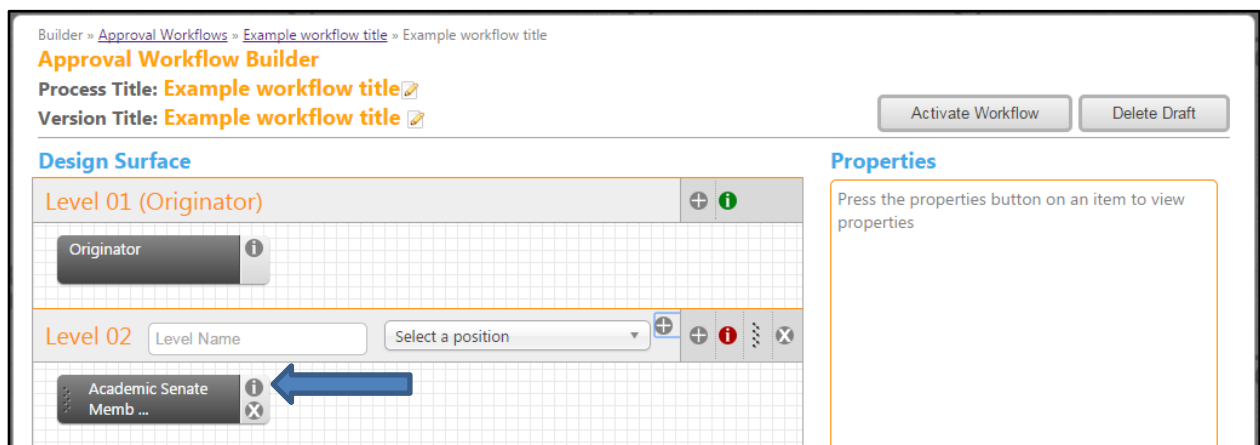 Builder » Approval Workflows » Example workflow title » Example workflow title
Approval Workflow Builder
Process Title: Example workflow title
Version Title: Example workflow title
Activate Workflow
Delete Draft
Design Surface
Properties
Level 01 (Originator)
Press the properties button on an item to view
properties
Originator
Level 02
Level Name
Select a position
Academic Senate
Memb ...